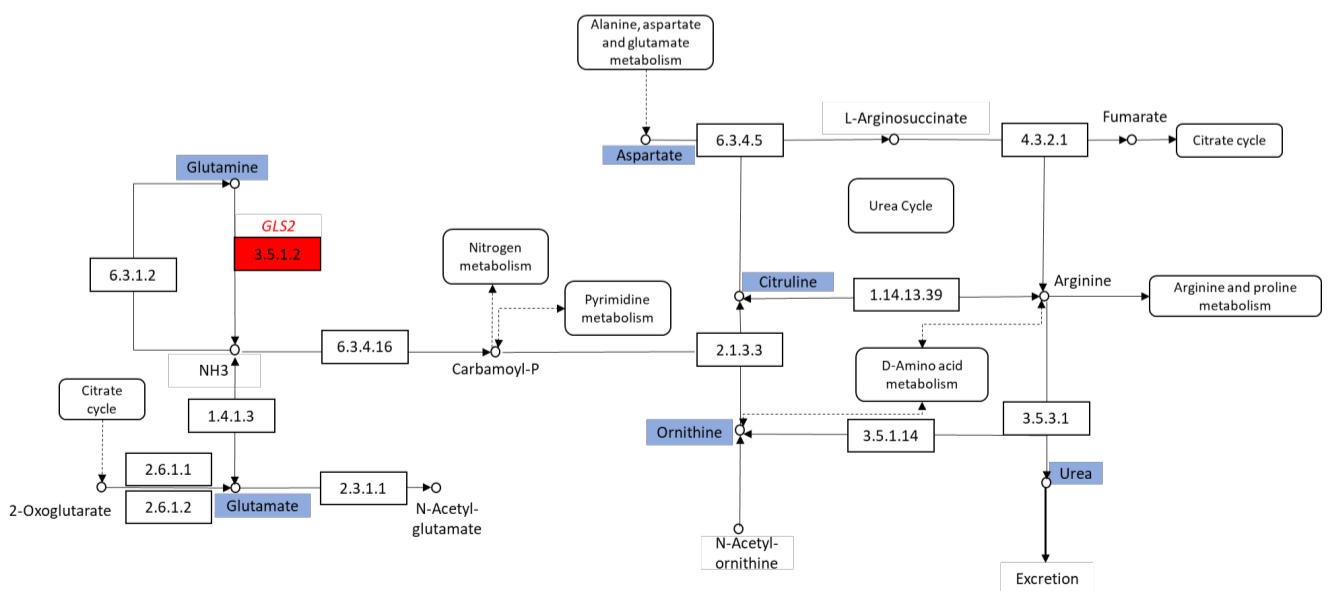 Alanine, aspartate
and glutamate
metabolism
6.3.4.5
L-Arginosuccinate
4.3.2.1
Fumarate
Citrate cycle
Aspartate
Glutamine
GLS2
3.5.1.2
6.3.1.2
Urea Cycle
Nitrogen
metabolism
Pyrimidine
metabolism
Citruline
1.14.13.39
Arginine
Arginine and proline
metabolism
NH3
6.3.4.16
Carbamoyl-P
2.1.3.3
D-Amino acid
metabolism
Citrate
cycle
1.4.1.3
Ornithine
3.5.1.14
3.5.3.1
2.6.1.1
2-Oxoglutarate
2.6.1.2
Glutamate
2.3.1.1
N-Acetyl-
glutamate
Urea
N-Acetyl-
ornithine
Excretion